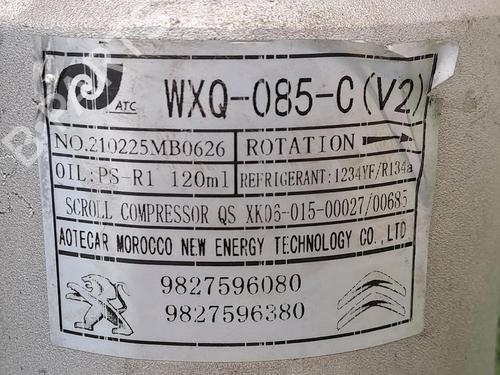 ATC
WXQ-085-C(V2)
NO.210225MB0626
ROTATION
OIL:PS-R1 120ml
REFRIGERANT:1234YF/R134a
SCROLL COMPRESSOR QS XK06-015-00027/00685
AOTECAR MOROCCO NEW ENERGY TECHNOLOGY CO.,LTD
9827596080
9827596380